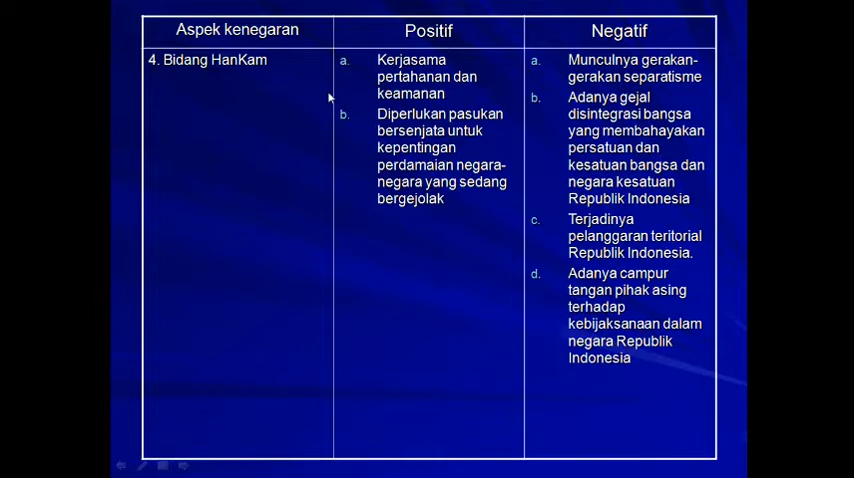 Aspek kenegaran
Positif
Negatif
4. Bidang HanKam
a. Kerjasama
pertahanan dan
keamanan
b. Diperlukan pasukan
bersenjata untuk
kepentingan
perdamaian negara-
negara yang sedang
bergejolak
a. Munculnya gerakan-
gerakan separatisme
b. Adanya gejal
disintegrasi bangsa
yang membahayakan
persatuan dan
kesatuan bangsa dan
negara kesatuan
Republik Indonesia
c. Terjadinya
pelanggaran teritorial
Republik Indonesia.
d. Adanya campur
tangan pihak asing
terhadap
kebijaksanaan dalam
negara Republik
Indonesia